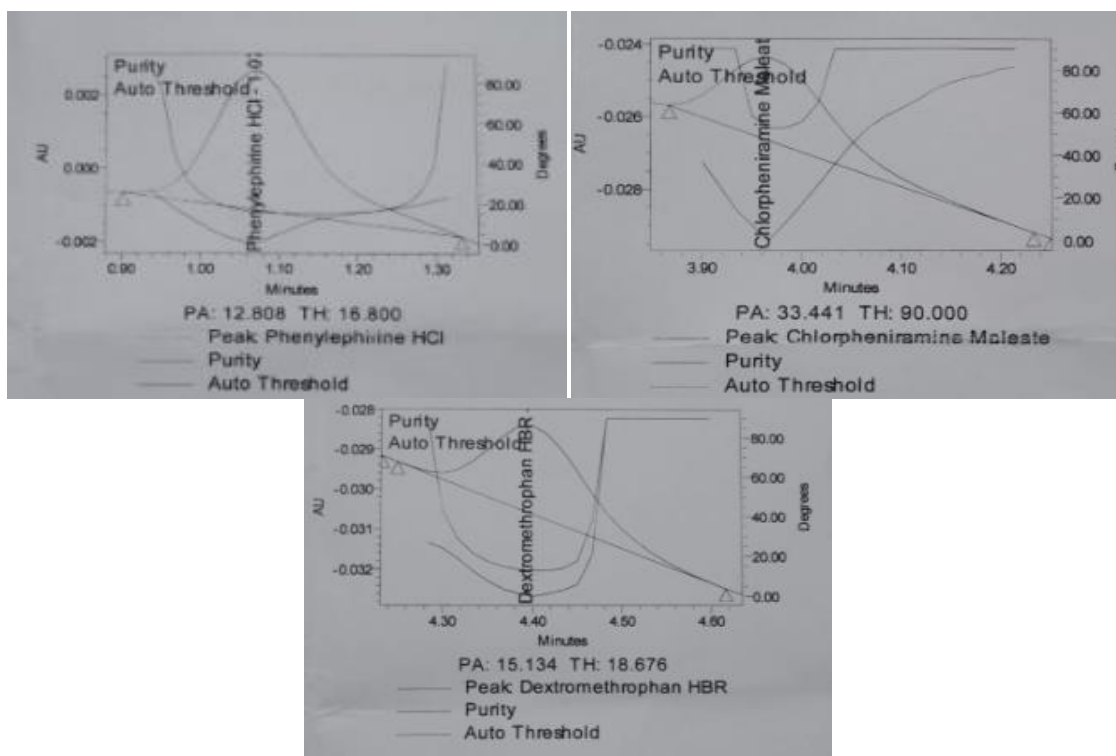 Purity
Auto Threshold
Phenylephirine HCl - 1.07
0.002
0.000
-0.002
AU
80.00
60.00
40.00
20.00
0.00
Degrees
0.90 1.00 1.10 1.20 1.30
Minutes
PA: 12.808 TH: 16.800
Peak: Phenylephirine HCl
Purity
Auto Threshold
Purity
Auto Threshold
Chlorpheniramine Maleat
-0.024
-0.026
-0.028
AU
80.00
60.00
40.00
20.00
0.00
Degrees
3.90 4.00 4.10 4.20
Minutes
PA: 33.441 TH: 90.000
Peak: Chlorpheniramine Maleate
Purity
Auto Threshold
Purity
Auto Threshold
Dextromethrophan HBR
-0.028
-0.029
-0.030
-0.031
-0.032
AU
80.00
60.00
40.00
20.00
0.00
Degrees
4.30 4.40 4.50 4.60
Minutes
PA: 15.134 TH: 18.676
Peak: Dextromethrophan HBR
Purity
Auto Threshold